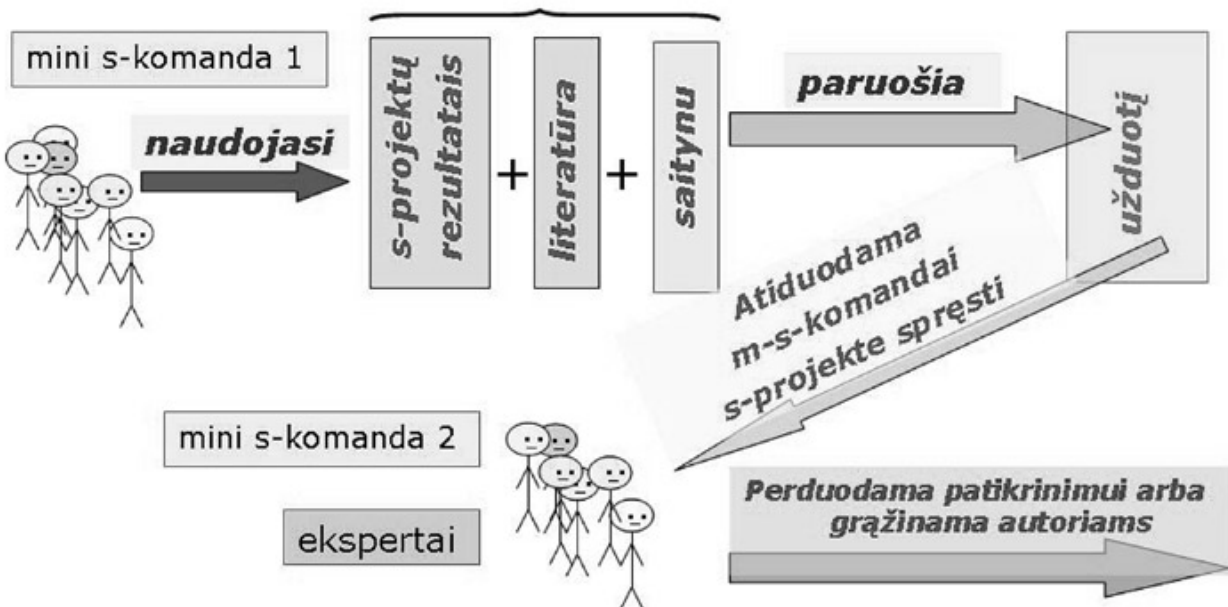 mini s-komanda 1
naudojasi
s-projektų
rezultatais
+
literatūra
+
saitynu
paruošia
užduotį
Atiduodama
m-s-komandai
s-projekte spręsti
mini s-komanda 2
ekspertai
Perduodama patikrinimui arba
grąžinama autoriams